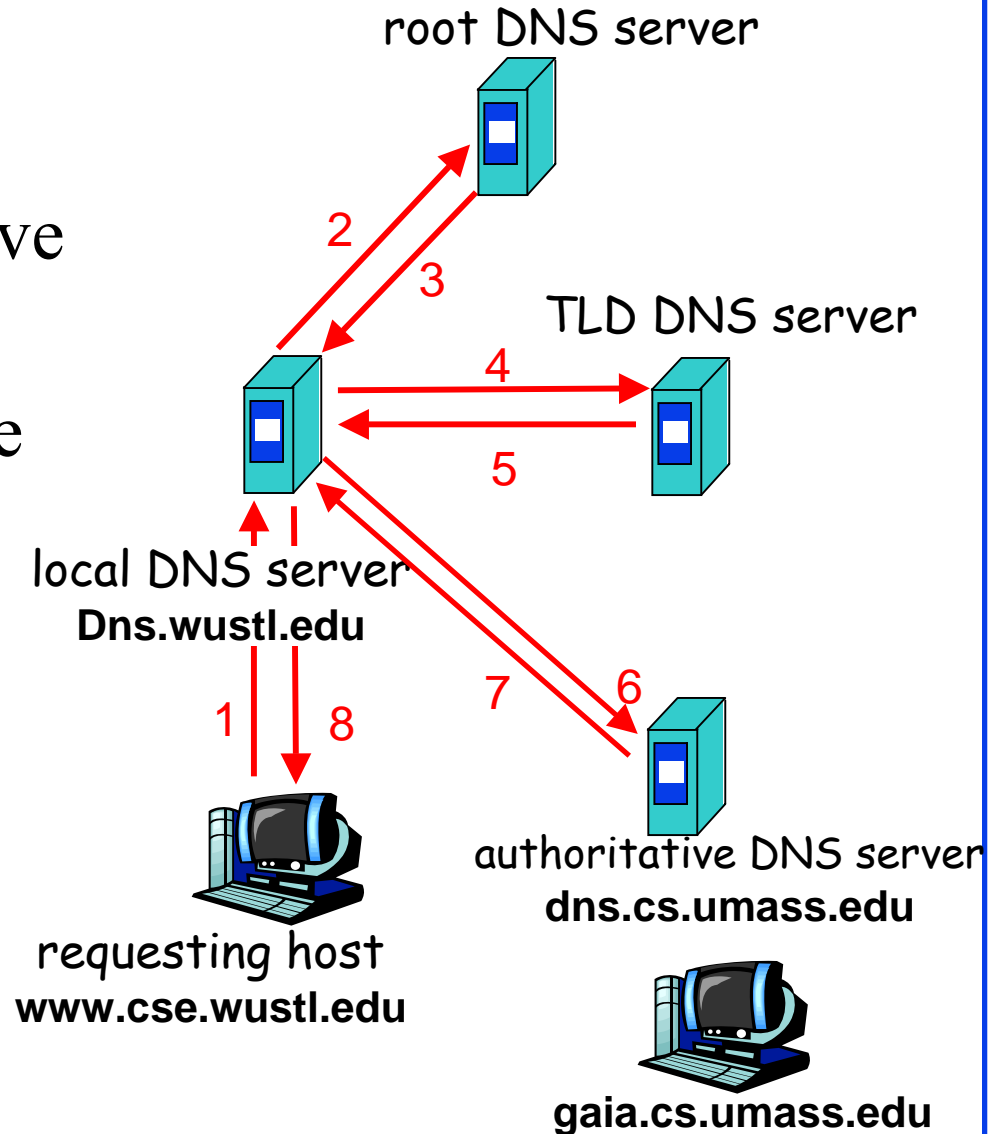 root DNS server
2
ve
3
TLD DNS server
4
e
5
local DNS server
Dns.wustl.edu
1
8
7
6
authoritative DNS server
dns.cs.umass.edu
requesting host
www.cse.wustl.edu
gaia.cs.umass.edu